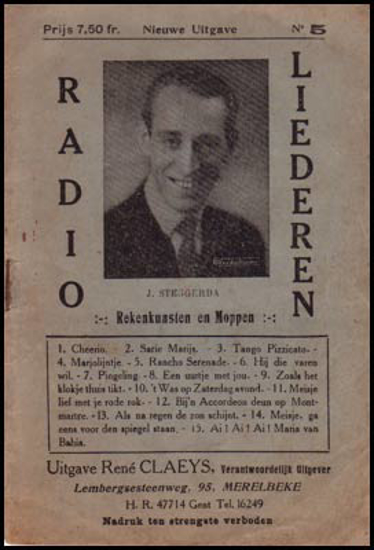 Prijs 7,50 fr. Nieuwe Uitgave Nr 5
RADIO
LIEDEREN
J. STEGGERDA
:-: Rekenkunsten en Moppen :-:
1. Cheerio. - 2. Sarie Marijs. - 3. Tango Pizzicato. -
4. Marjolijntje. - 5. Rancho Serenade. - 6. Hij die varen
wil. - 7. Pingeling - 8. Een uurtje met jou. - 9. Zoals het
klokje thuis tikt. - 10. 't Was op Zaterdag avond. - 11. Meisje
lief met je rode rok. - 12. Bij'n Accordeon deun op Mont-
martre. -13. Als na regen de zon schijnt. - 14. Meisje, ga
eens voor den spiegel staan. - 15. Ai ! Ai ! Ai ! Maria van
Bahia.
Uitgave René CLAEYS, Verantwoordelijk Uitgever
Lembergsesteenweg, 95, MERELBEKE
H. R. 47714 Gent Tel. 16249
Nadruk ten strengste verboden